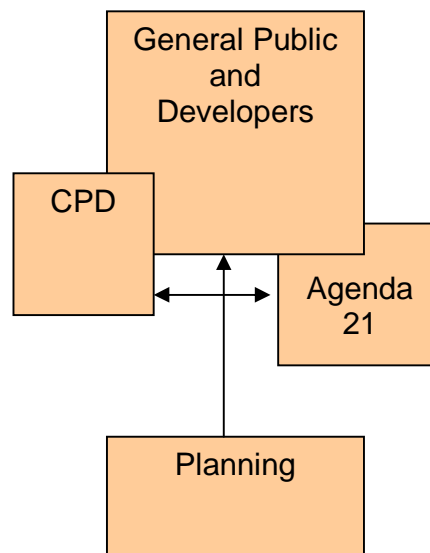 General Public
and
Developers
CPD
Agenda
21
Planning